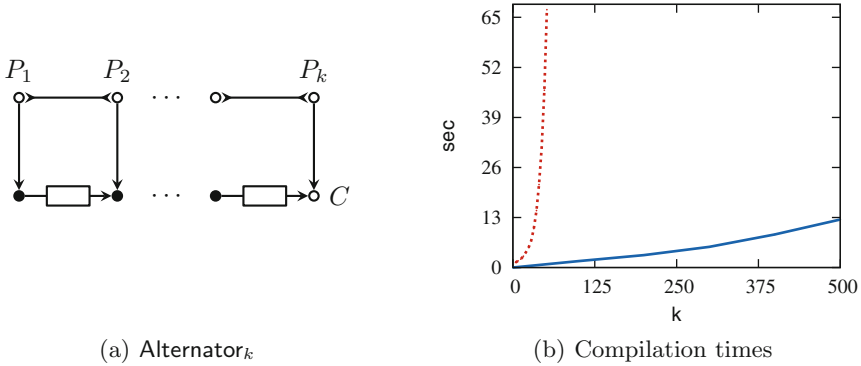 P₁ P₂ ··· Pₖ
··· C
(a) Alternatorₖ
sec
65
52
39
26
13
0
0 125 250 375 500
k
(b) Compilation times